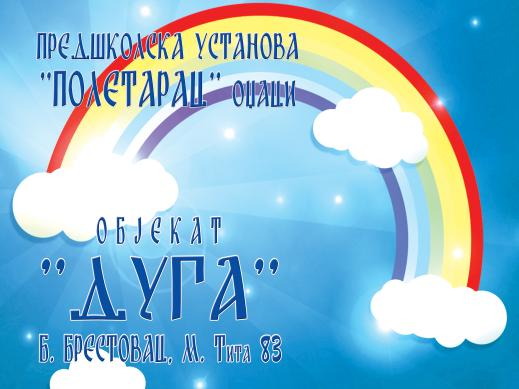 ПРЕДШКОЛСКА УСТАНОВА
"ПОЛЕТАРАЦ" ОЏАЦИ
ОБЈЕКАТ
"ДУГА"
Б. БРЕСТОВАЦ, М. Тита 83